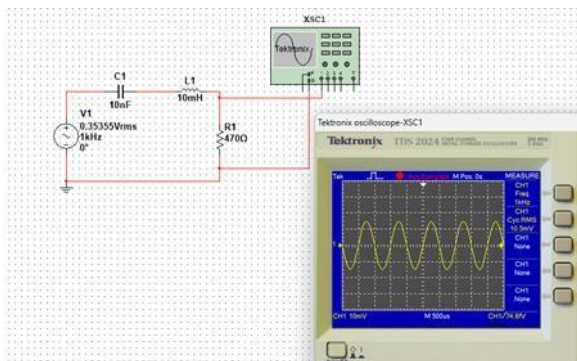 XSC1
Tektronix
C1
10nF
L1
10mH
V1
0.35355Vrms
1kHz
0°
R1
470Ω
Tektronix oscilloscope-XSC1
Tektronix TDS 2024
Tek
M Pos: 0s
MEASURE
CH1
Freq
1kHz
CH1
Cyc RMS
10.5mV
CH1
None
CH1
None
CH1
None
1
CH1 10mV
M 500us
CH1/74.6fV